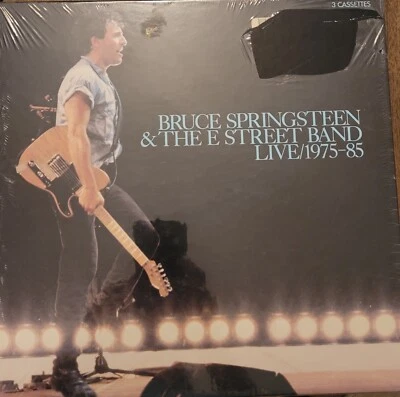 3 CASSETTES
BRUCE SPRINGSTEEN
& THE E STREET BAND
LIVE/1975-85